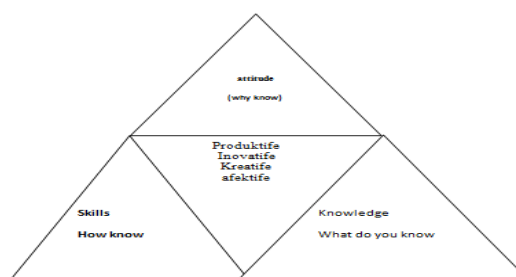 attitude
(why know)
Produktife
Inovatife
Kreatife
afektife
Skills
How know
Knowledge
What do you know